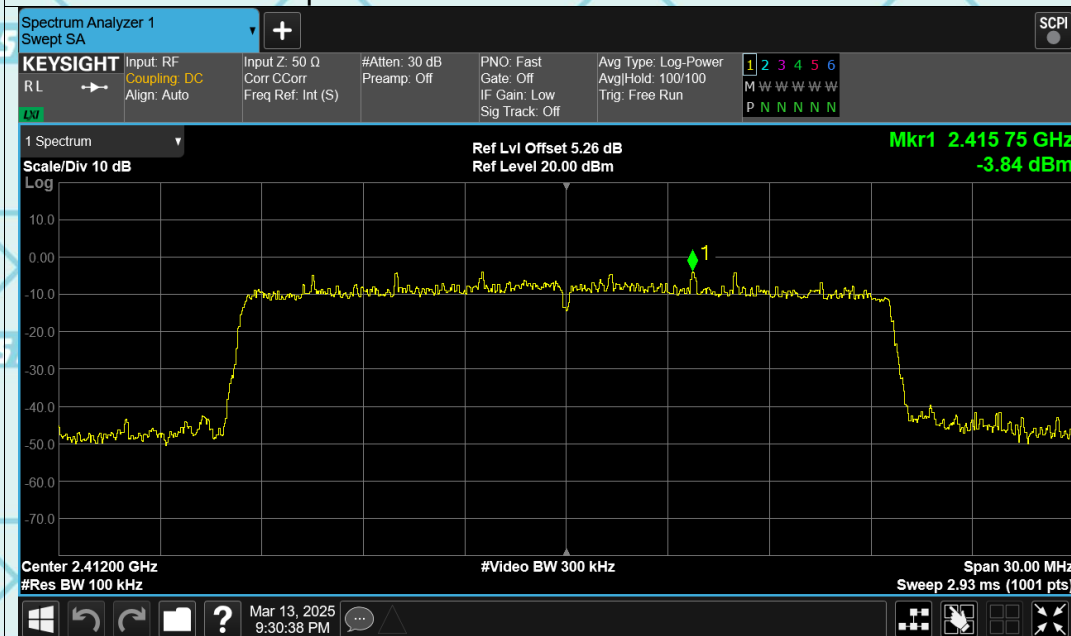 Spectrum Analyzer 1
Swept SA
+
SCPI
KEYSIGHT
R L
LXI
Input: RF
Coupling: DC
Align: Auto
Input Z: 50 Ω
Corr CCorr
Freq Ref: Int (S)
#Atten: 30 dB
Preamp: Off
PNO: Fast
Gate: Off
IF Gain: Low
Sig Track: Off
Avg Type: Log-Power
Avg|Hold: 100/100
Trig: Free Run
1 2 3 4 5 6
M W W W W W
P N N N N N
1 Spectrum
Scale/Div 10 dB
Log
Ref Lvl Offset 5.26 dB
Ref Level 20.00 dBm
Mkr1 2.415 75 GHz
-3.84 dBm
1
10.0
0.00
-10.0
-20.0
-30.0
-40.0
-50.0
-60.0
-70.0
Center 2.41200 GHz
#Video BW 300 kHz
Span 30.00 MHz
#Res BW 100 kHz
Sweep 2.93 ms (1001 pts)
?
Mar 13, 2025
9:30:38 PM